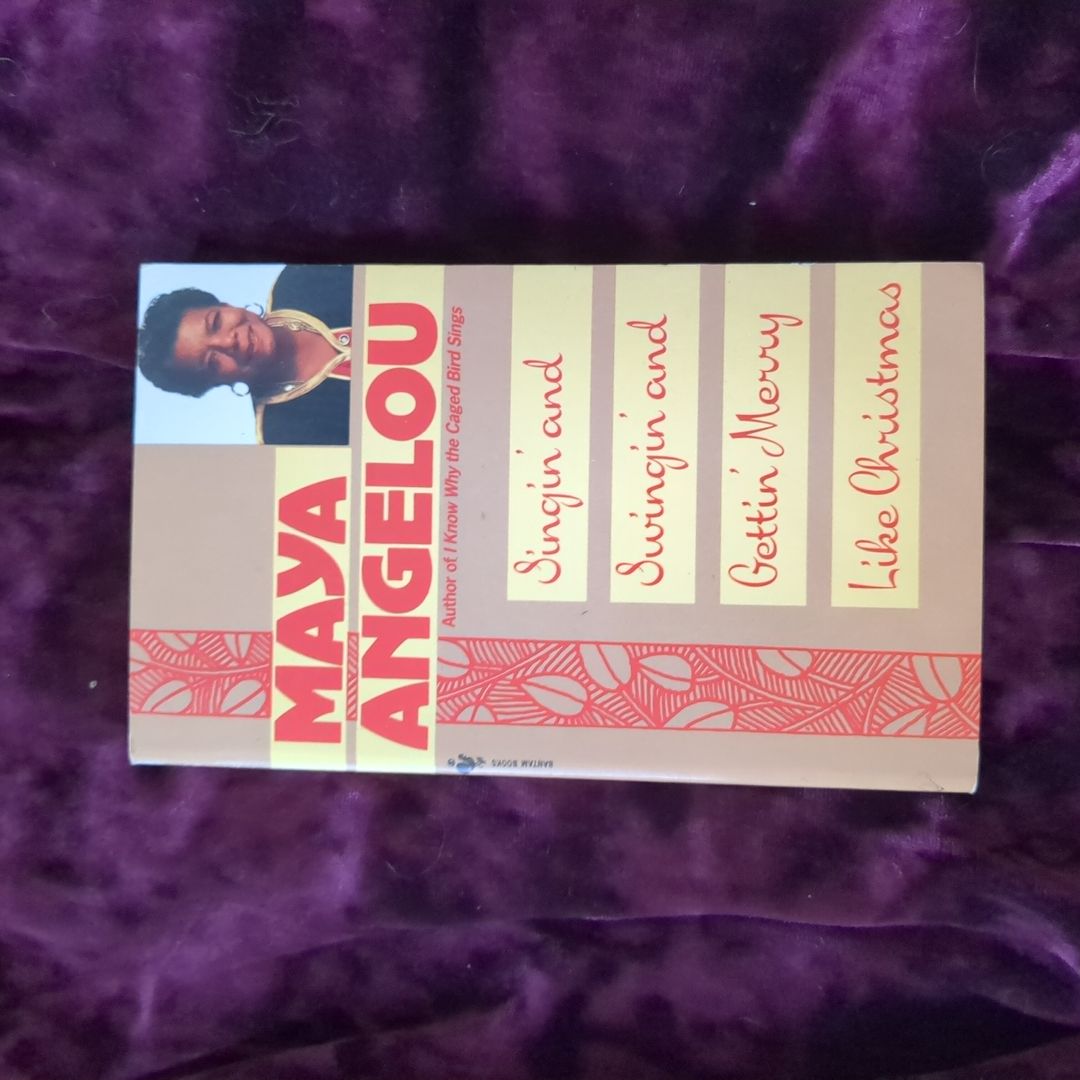 MAYA
ANGELOU
Author of I Know Why the Caged Bird Sings
Singin' and
Swingin' and
Gettin' Merry
Like Christmas
BANTAM BOOKS